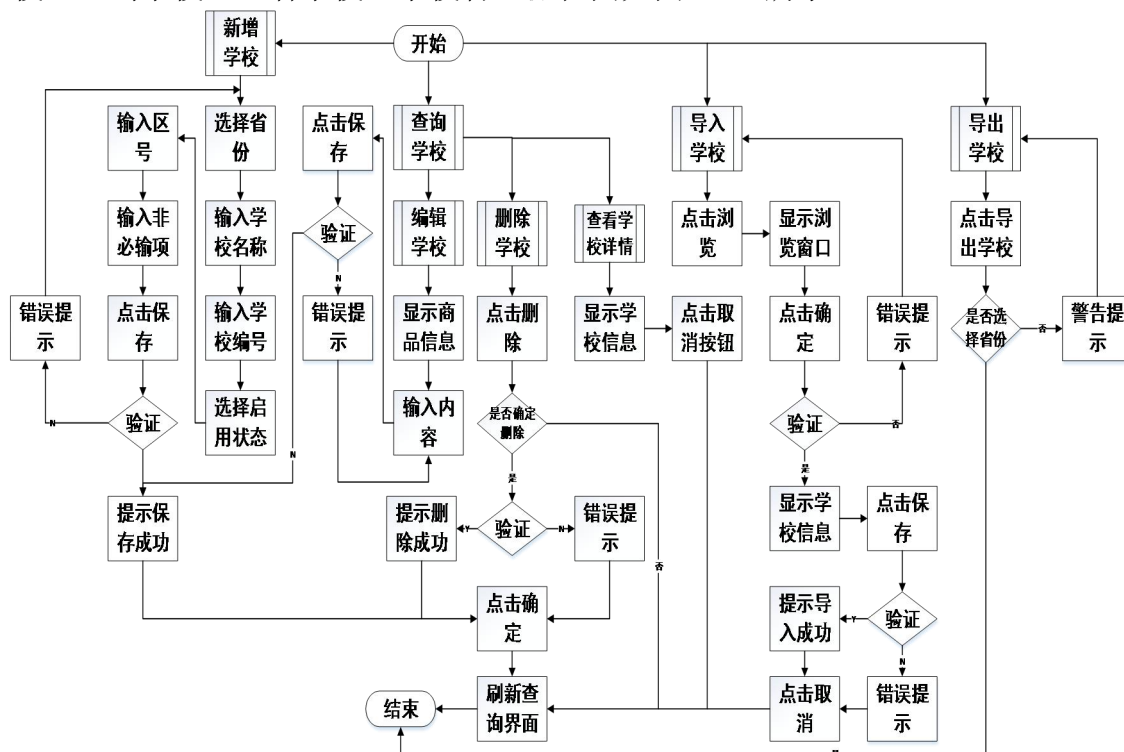 新增
学校
开始
输入区
号
选择省
份
点击保
存
查询
学校
导入
学校
导出
学校
输入非
必输项
输入学
校名称
验证
编辑
学校
删除
学校
查看学
校详情
点击浏
览
显示浏
览窗口
点击导
出学校
N
错误提
示
点击保
存
输入学
校编号
错误提
示
显示商
品信息
点击删
除
显示学
校信息
点击取
消按钮
点击确
定
错误提
示
是否选
择省份
否
警告提
示
N
验证
选择启
用状态
输入内
容
是否确定
删除
验证
否
N
是
是
提示保
存成功
提示删
除成功
Y
验证
N
错误提
示
显示学
校信息
点击保
存
否
点击确
定
提示导
入成功
Y
验证
N
结束
刷新查
询界面
点击取
消
错误提
示